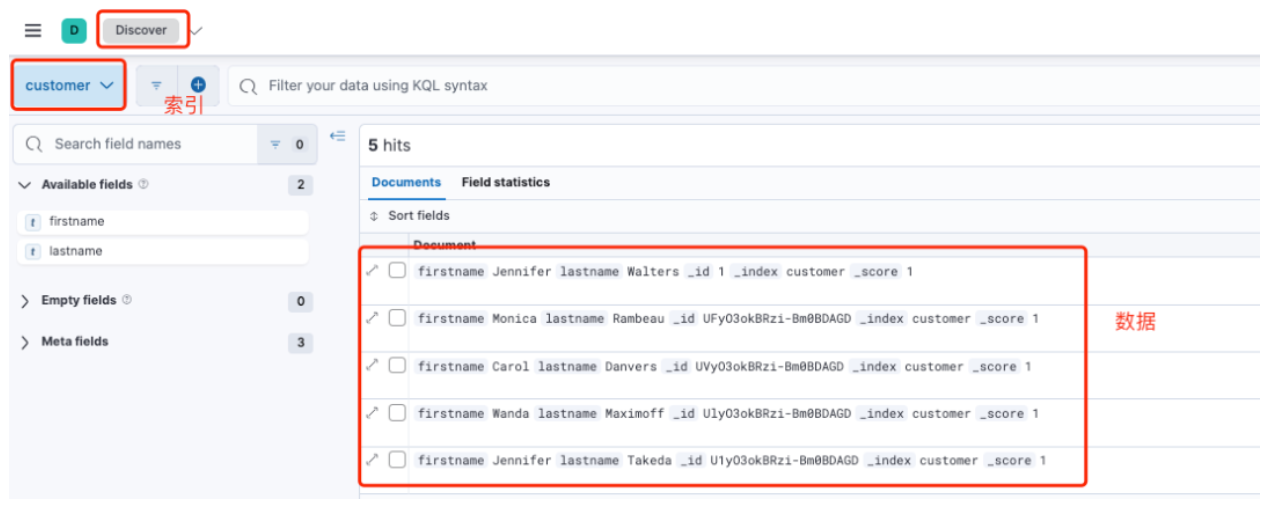 D Discover
customer
索引
Filter your data using KQL syntax
Search field names 0
5 hits
Available fields 2
Documents Field statistics
t firstname
Sort fields
t lastname
Document
firstname Jennifer lastname Walters _id 1 _index customer _score 1
Empty fields 0
firstname Monica lastname Rambeau _id UFyO3okBRzi-Bm0BDAGD _index customer _score 1
数据
Meta fields 3
firstname Carol lastname Danvers _id UVyO3okBRzi-Bm0BDAGD _index customer _score 1
firstname Wanda lastname Maximoff _id UlyO3okBRzi-Bm0BDAGD _index customer _score 1
firstname Jennifer lastname Takeda _id U1yO3okBRzi-Bm0BDAGD _index customer _score 1